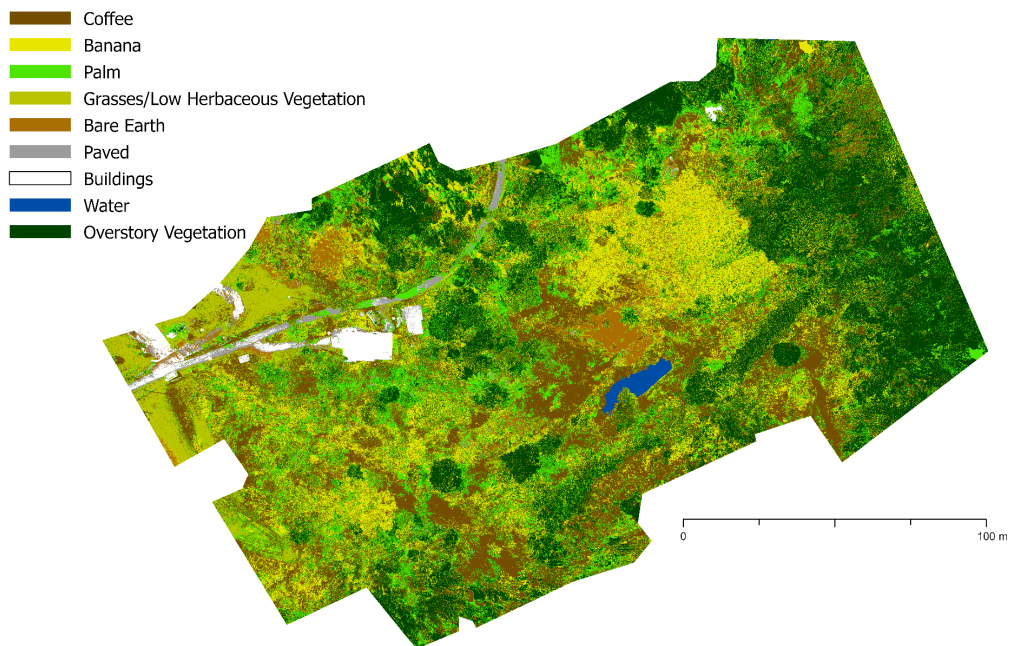 Coffee
Banana
Palm
Grasses/Low Herbaceous Vegetation
Bare Earth
Paved
Buildings
Water
Overstory Vegetation
0 100 m